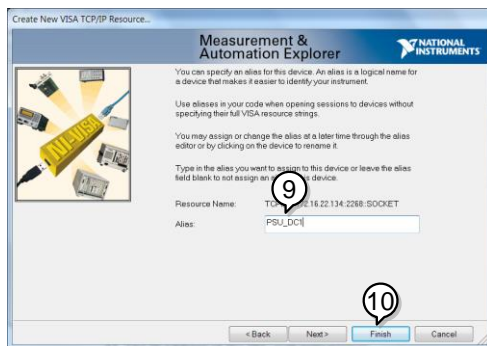 Create New VISA TCP/IP Resource...
Measurement &
Automation Explorer
NATIONAL
INSTRUMENTS
You can specify an alias for this device. An alias is a logical name for
a device that makes it easier to identify your instrument.
Use aliases in your code when opening sessions to devices without
specifying their full VISA resource strings.
You may assign or change the alias at a later time through the alias
editor or by clicking on the device to rename it.
Type in the alias you want to assign to this device or leave the alias
field blank to not assign an device.
9
Resource Name: 2.16.22.134::2268::SOCKET
Alias: PSU_DC1
NI-VISA
10
< Back Next > Finish Cancel